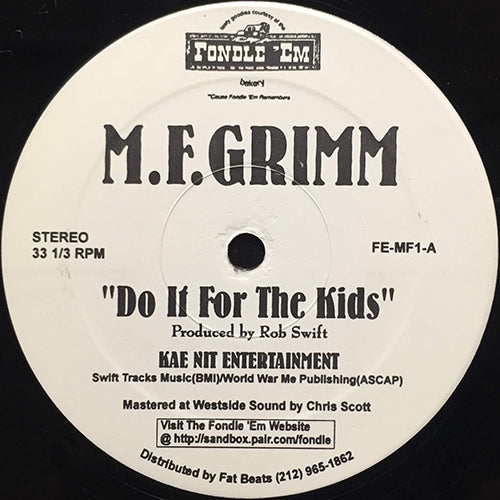 tasty goodies courtesy of the
FONDLE 'EM
bakery
"Cause Fondle 'Em Remembers
M.F.GRIMM
STEREO
33 1/3 RPM
FE-MF1-A
"Do It For The Kids"
Produced by Rob Swift
KAE NIT ENTERTAINMENT
Swift Tracks Music(BMI)/World War Me Publishing(ASCAP)
Mastered at Westside Sound by Chris Scott
Visit The Fondle 'Em Website
@ http://sandbox.pair.com/fondle
Distributed by Fat Beats (212) 965-1862